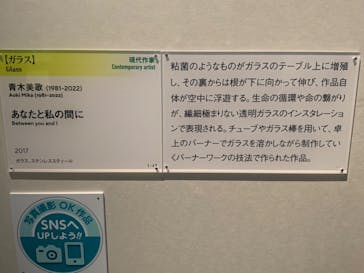 【ガラス】
Glass
現代作家
Contemporary artist
青木美歌 (1981-2022)
Aoki Mika (1981-2022)
あなたと私の間に
Between you and I
2017
ガラス、ステンレススティール
粘菌のようなものがガラスのテーブル上に増殖
し、その裏からは根が下に向かって伸び、作品自
体が空中に浮遊する。生命の循環や命の繋がり
が、繊細極まりない透明ガラスのインスタレーショ
ンで表現される。チューブやガラス棒を用いて、卓
上のバーナーでガラスを溶かしながら制作してい
くバーナーワークの技法で作られた作品。
写真撮影OK作品
SNSへ
UPしよう!!